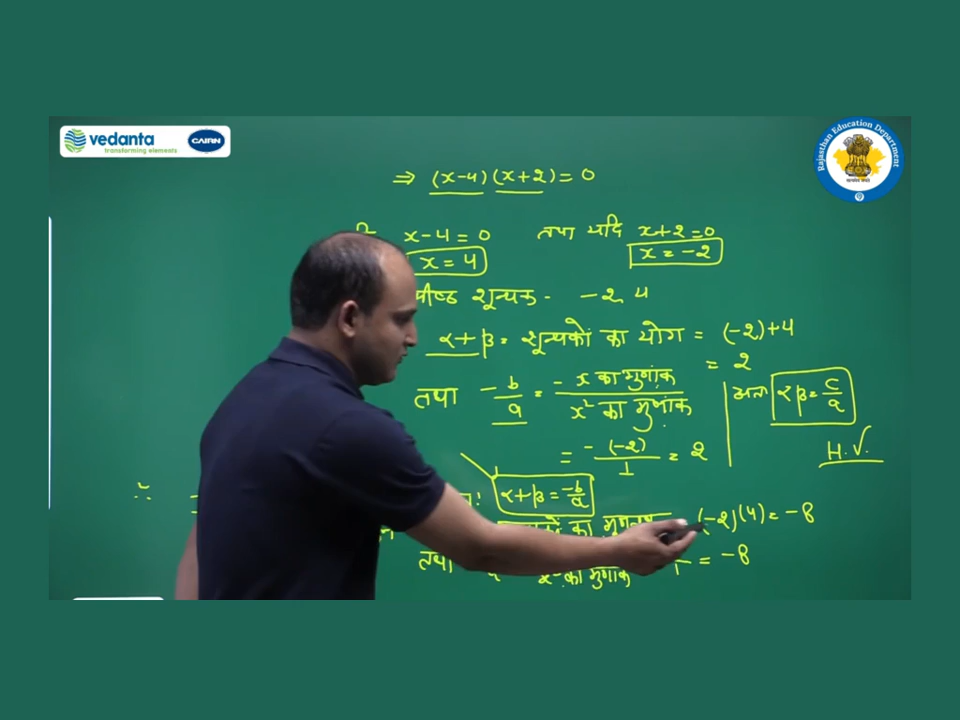 vedanta
transforming elements
CAIRN
Rajasthan Education Department
⇒ (x-4)(x+2)=0
x-4=0 तथा यदि x+2=0
x=4 x=-2
शून्यक - -2, 4
α+β = शून्यकों का योग = (-2)+4
= 2
तथा -b/a = - x का गुणांक / x² का गुणांक
अतः αβ = c/a
= -(-2)/1 = 2
H.V.
∴
α+β = -b/a
(-2)(4) = -8
तथा x² का गुणांक 1 = -8